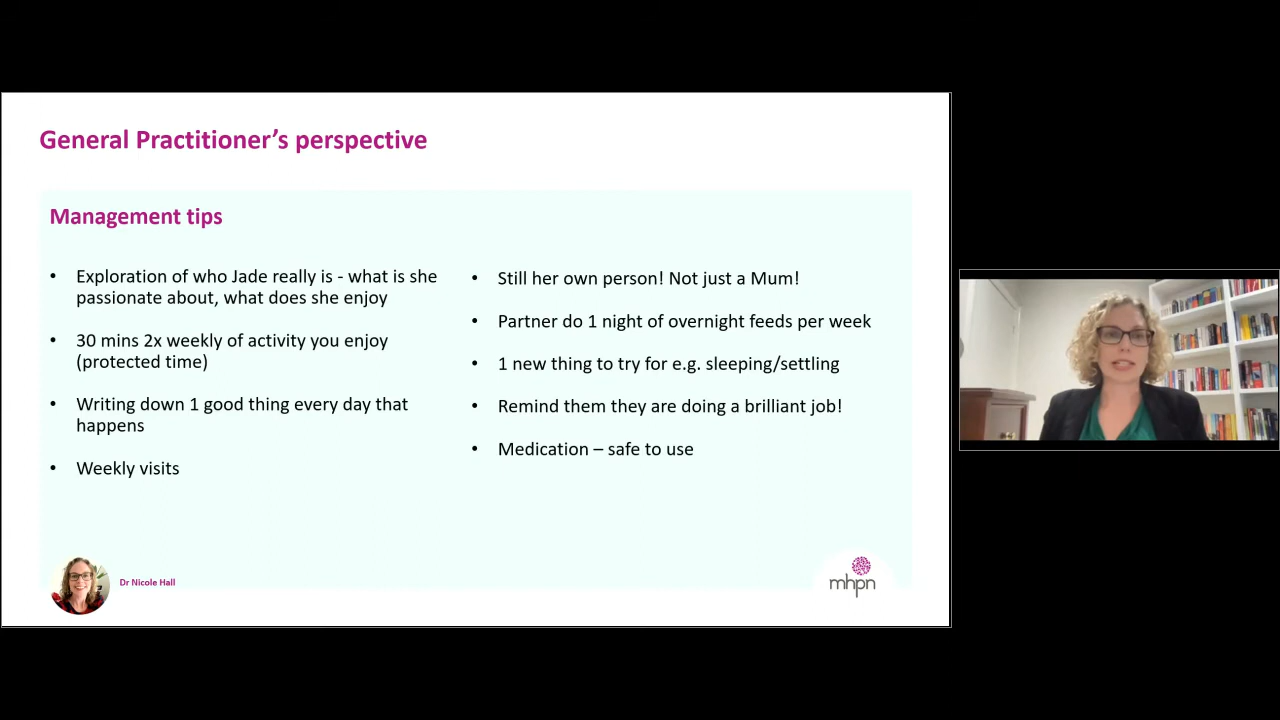 General Practitioner's perspective
Management tips
• Exploration of who Jade really is - what is she
passionate about, what does she enjoy
• 30 mins 2x weekly of activity you enjoy
(protected time)
• Writing down 1 good thing every day that
happens
• Weekly visits
• Still her own person! Not just a Mum!
• Partner do 1 night of overnight feeds per week
• 1 new thing to try for e.g. sleeping/settling
• Remind them they are doing a brilliant job!
• Medication – safe to use
Dr Nicole Hall
mhpn